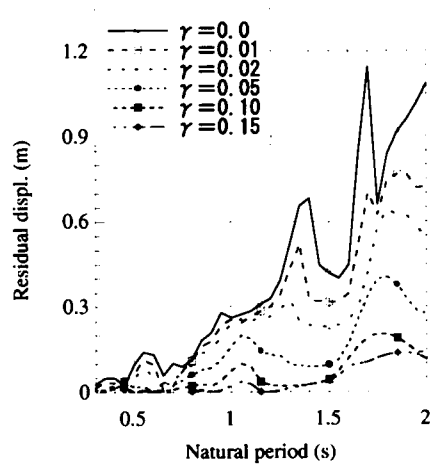 γ=0.0
γ=0.01
γ=0.02
γ=0.05
γ=0.10
γ=0.15
1.2
0.9
0.6
0.3
0
Residual displ. (m)
0.5
1
1.5
2
Natural period (s)